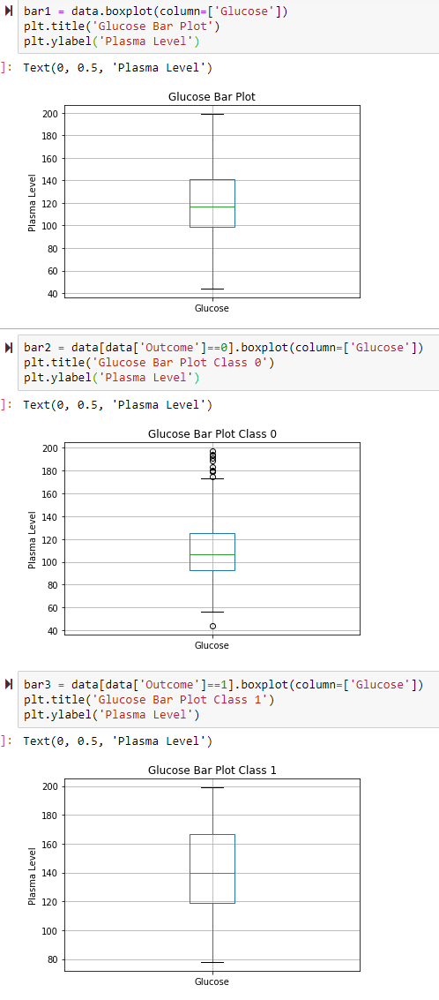 bar1 = data.boxplot(column=['Glucose'])
plt.title('Glucose Bar Plot')
plt.ylabel('Plasma Level')
]: Text(0, 0.5, 'Plasma Level')
Glucose Bar Plot
200
180
160
140
120
100
80
60
40
Plasma Level
Glucose
bar2 = data[data['Outcome']==0].boxplot(column=['Glucose'])
plt.title('Glucose Bar Plot Class 0')
plt.ylabel('Plasma Level')
]: Text(0, 0.5, 'Plasma Level')
Glucose Bar Plot Class 0
200
180
160
140
120
100
80
60
40
Plasma Level
Glucose
bar3 = data[data['Outcome']==1].boxplot(column=['Glucose'])
plt.title('Glucose Bar Plot Class 1')
plt.ylabel('Plasma Level')
]: Text(0, 0.5, 'Plasma Level')
Glucose Bar Plot Class 1
200
180
160
140
120
100
80
Plasma Level
Glucose